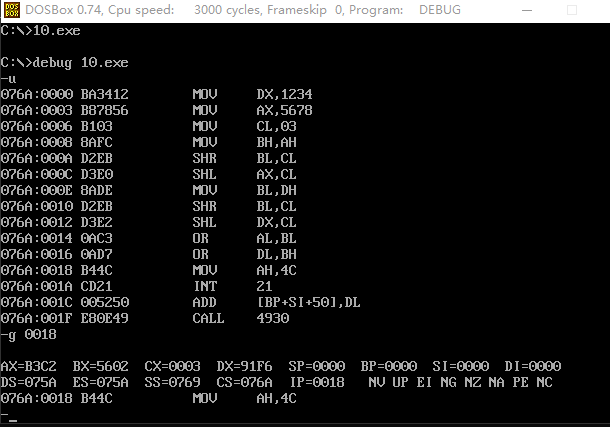 DOSBox 0.74, Cpu speed: 3000 cycles, Frameskip 0, Program: DEBUG
C:\>10.exe
C:\>debug 10.exe
-u
076A:0000 BA3412 MOV DX,1234
076A:0003 B87856 MOV AX,5678
076A:0006 B103 MOV CL,03
076A:0008 8AFC MOV BH,AH
076A:000A D2EB SHR BL,CL
076A:000C D3E0 SHL AX,CL
076A:000E 8ADE MOV BL,DH
076A:0010 D2EB SHR BL,CL
076A:0012 D3E2 SHL DX,CL
076A:0014 0AC3 OR AL,BL
076A:0016 0AD7 OR DL,BH
076A:0018 B44C MOV AH,4C
076A:001A CD21 INT 21
076A:001C 005250 ADD [BP+SI+50],DL
076A:001F E80E49 CALL 4930
-g 0018
AX=B3C2 BX=5602 CX=0003 DX=91F6 SP=0000 BP=0000 SI=0000 DI=0000
DS=075A ES=075A SS=0769 CS=076A IP=0018 NV UP EI NG NZ NA PE NC
076A:0018 B44C MOV AH,4C
-_